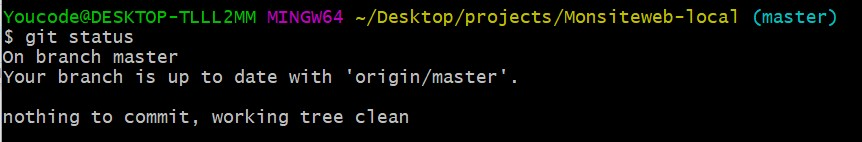 Youcode@DESKTOP-TLLL2MM MINGW64 ~/Desktop/projects/Monsiteweb-local (master)
$ git status
On branch master
Your branch is up to date with 'origin/master'.
nothing to commit, working tree clean